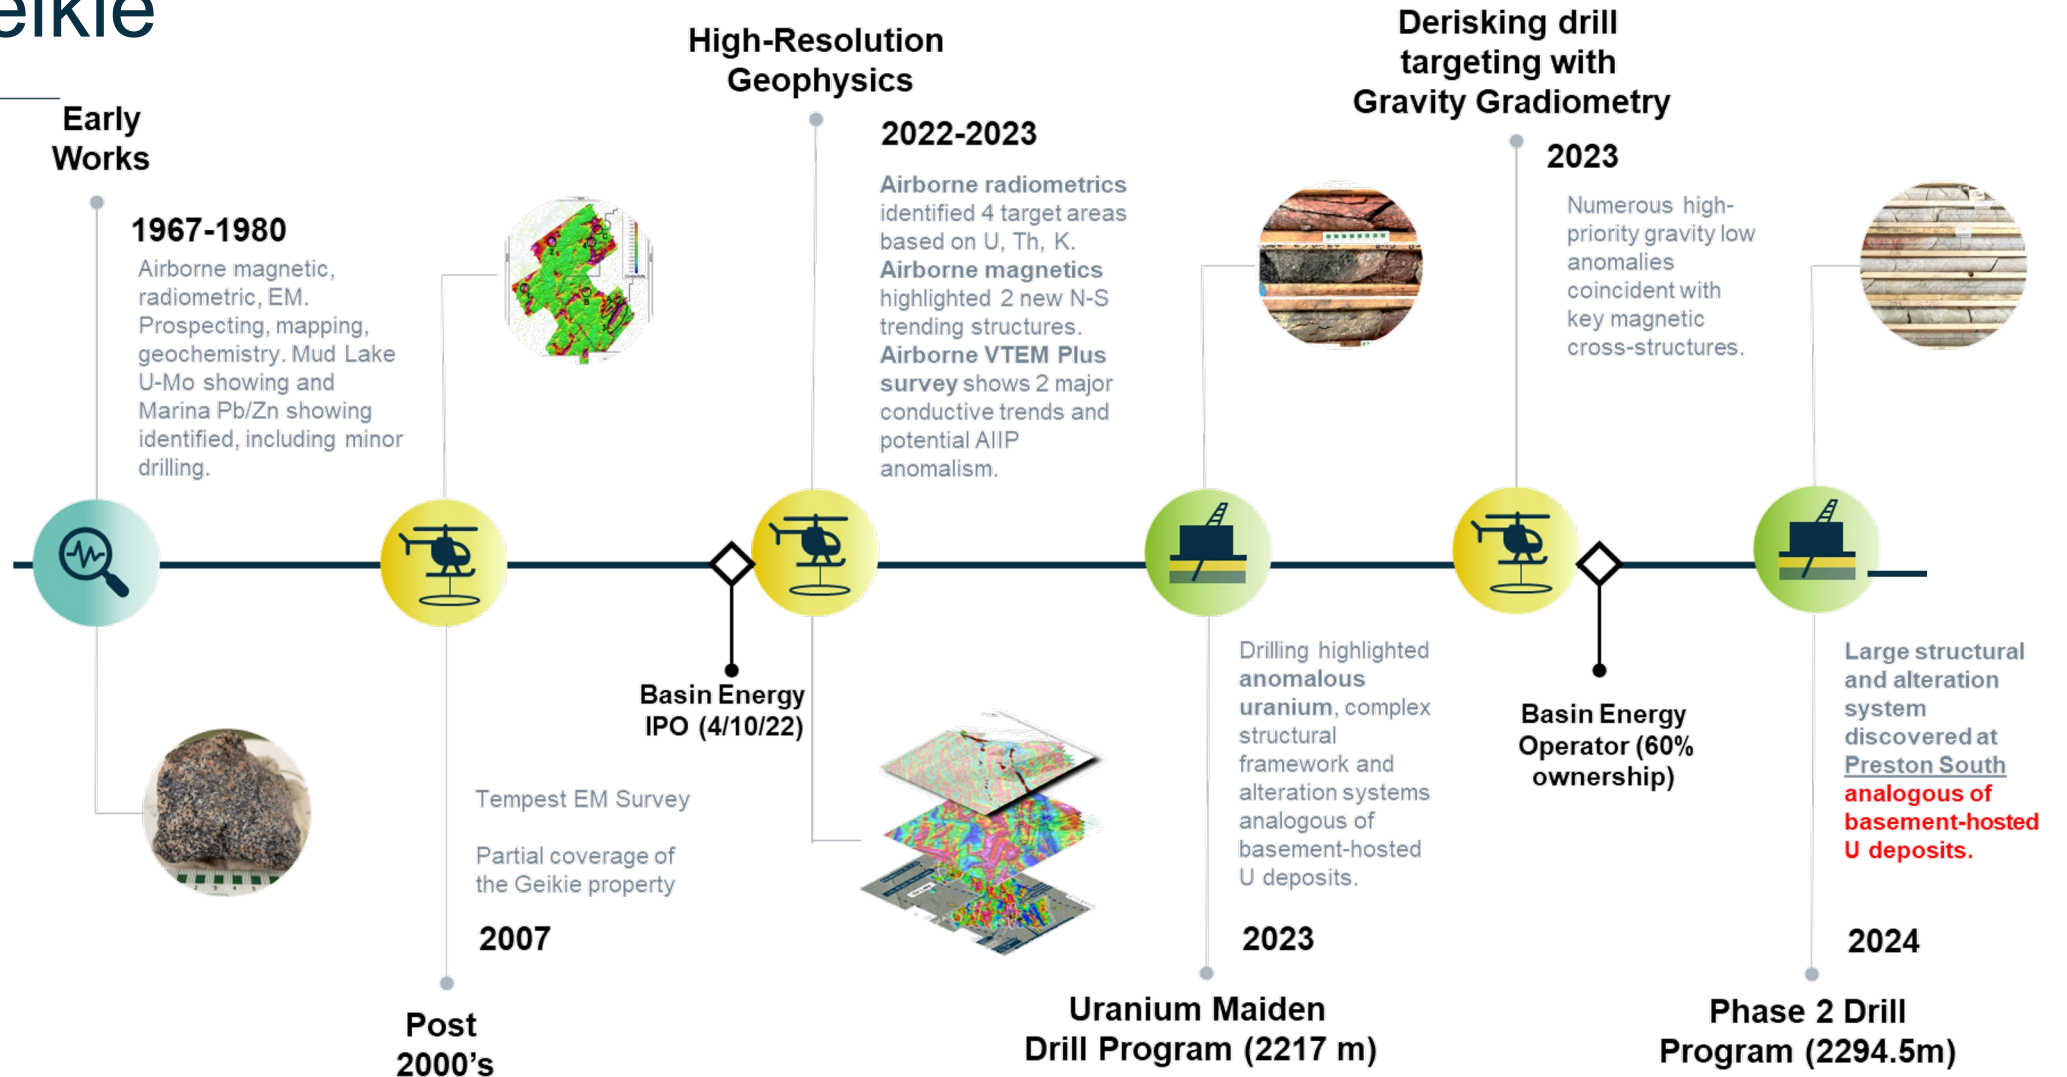 eikie
Early
Works
1967-1980
Airborne magnetic,
radiometric, EM.
Prospecting, mapping,
geochemistry. Mud Lake
U-Mo showing and
Marina Pb/Zn showing
identified, including minor
drilling.
Tempest EM Survey
Partial coverage of
the Geikie property
2007
Post
2000's
Basin Energy
IPO (4/10/22)
High-Resolution
Geophysics
2022-2023
Airborne radiometrics
identified 4 target areas
based on U, Th, K.
Airborne magnetics
highlighted 2 new N-S
trending structures.
Airborne VTEM Plus
survey shows 2 major
conductive trends and
potential AIIP
anomalism.
Drilling highlighted
anomalous
uranium, complex
structural
framework and
alteration systems
analogous of
basement-hosted
U deposits.
2023
Uranium Maiden
Drill Program (2217 m)
Derisking drill
targeting with
Gravity Gradiometry
2023
Numerous high-
priority gravity low
anomalies
coincident with
key magnetic
cross-structures.
Basin Energy
Operator (60%
ownership)
Large structural
and alteration
system
discovered at
Preston South
analogous of
basement-hosted
U deposits.
2024
Phase 2 Drill
Program (2294.5m)